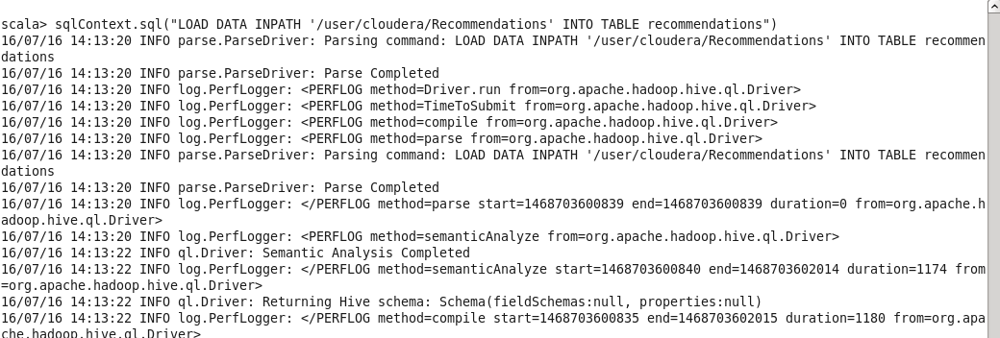 scala> sqlContext.sql("LOAD DATA INPATH '/user/cloudera/Recommendations' INTO TABLE recommendations")
16/07/16 14:13:20 INFO parse.ParseDriver: Parsing command: LOAD DATA INPATH '/user/cloudera/Recommendations' INTO TABLE recommen
dations
16/07/16 14:13:20 INFO parse.ParseDriver: Parse Completed
16/07/16 14:13:20 INFO log.PerfLogger: <PERFLOG method=Driver.run from=org.apache.hadoop.hive.ql.Driver>
16/07/16 14:13:20 INFO log.PerfLogger: <PERFLOG method=TimeToSubmit from=org.apache.hadoop.hive.ql.Driver>
16/07/16 14:13:20 INFO log.PerfLogger: <PERFLOG method=compile from=org.apache.hadoop.hive.ql.Driver>
16/07/16 14:13:20 INFO log.PerfLogger: <PERFLOG method=parse from=org.apache.hadoop.hive.ql.Driver>
16/07/16 14:13:20 INFO parse.ParseDriver: Parsing command: LOAD DATA INPATH '/user/cloudera/Recommendations' INTO TABLE recommen
dations
16/07/16 14:13:20 INFO parse.ParseDriver: Parse Completed
16/07/16 14:13:20 INFO log.PerfLogger: </PERFLOG method=parse start=1468703600839 end=1468703600839 duration=0 from=org.apache.h
adoop.hive.ql.Driver>
16/07/16 14:13:20 INFO log.PerfLogger: <PERFLOG method=semanticAnalyze from=org.apache.hadoop.hive.ql.Driver>
16/07/16 14:13:22 INFO ql.Driver: Semantic Analysis Completed
16/07/16 14:13:22 INFO log.PerfLogger: </PERFLOG method=semanticAnalyze start=1468703600840 end=1468703602014 duration=1174 from
=org.apache.hadoop.hive.ql.Driver>
16/07/16 14:13:22 INFO ql.Driver: Returning Hive schema: Schema(fieldSchemas:null, properties:null)
16/07/16 14:13:22 INFO log.PerfLogger: </PERFLOG method=compile start=1468703600835 end=1468703602015 duration=1180 from=org.apa
che.hadoop.hive.ql.Driver>